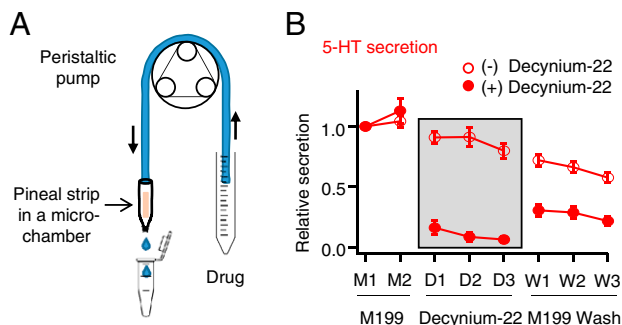 A
Peristaltic
pump
Pineal strip
in a micro-
chamber
Drug
B
5-HT secretion
(-) Decynium-22
(+) Decynium-22
Relative secretion
1.0
0.5
0.0
M1 M2 D1 D2 D3 W1 W2 W3
M199 Decynium-22 M199 Wash